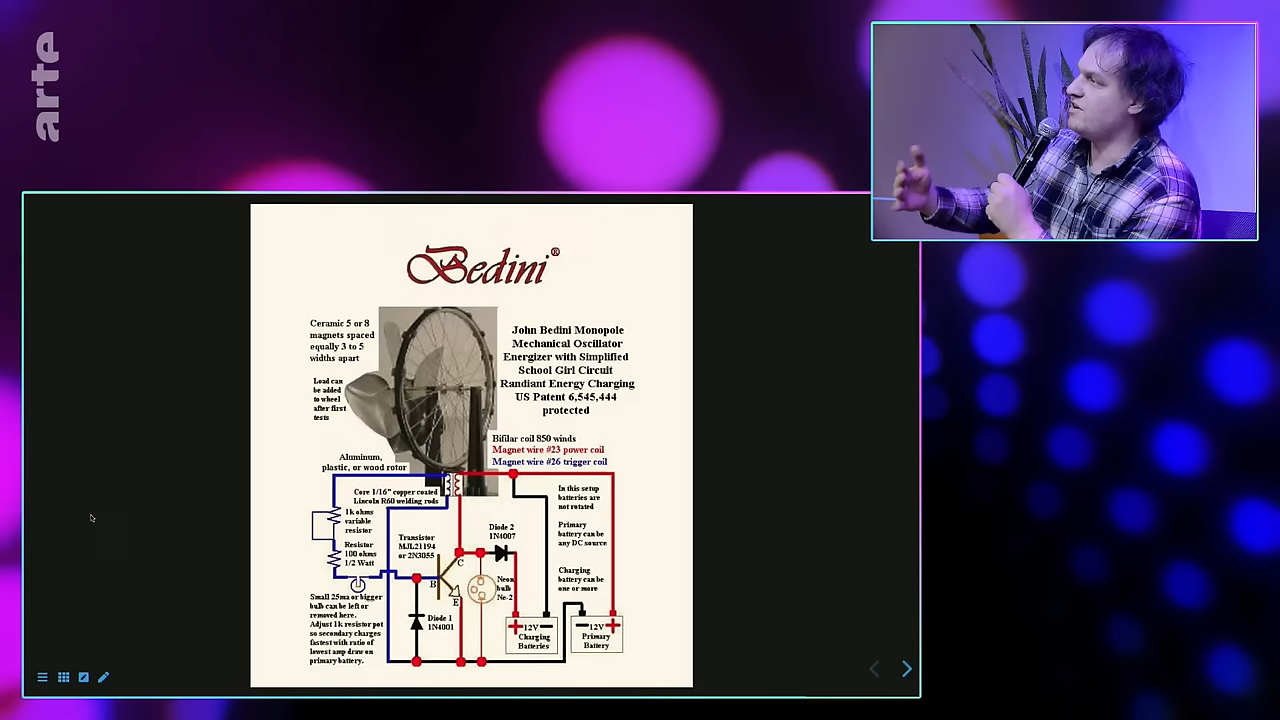 arte
Bedini®
Ceramic 5 or 8
magnets spaced
equally 3 to 5
widths apart
Load can
be added
to wheel
after first
tests
John Bedini Monopole
Mechanical Oscillator
Energizer with Simplified
School Girl Circuit
Randiant Energy Charging
US Patent 6,545,444
protected
Bifilar coil 850 winds
Magnet wire #23 power coil
Magnet wire #26 trigger coil
Aluminum,
plastic, or wood rotor
Core 1/16" copper coated
Lincoln R60 welding rods
1k ohms
variable
resistor
Resistor
100 ohms
1/2 Watt
Small 25ma or bigger
bulb can be left or
removed here.
Adjust 1k resistor pot
so secondary charges
fastest with ratio of
lowest amp draw on
primary battery.
Transistor
MJL21194
or 2N3055
C
B
E
Diode 1
1N4001
Diode 2
1N4007
Neon
bulb
Ne-2
In this setup
batteries are
not rotated
Primary
battery can be
any DC source
Charging
battery can be
one or more
+ 12V −
Charging
Batteries
− 12V +
Primary
Battery